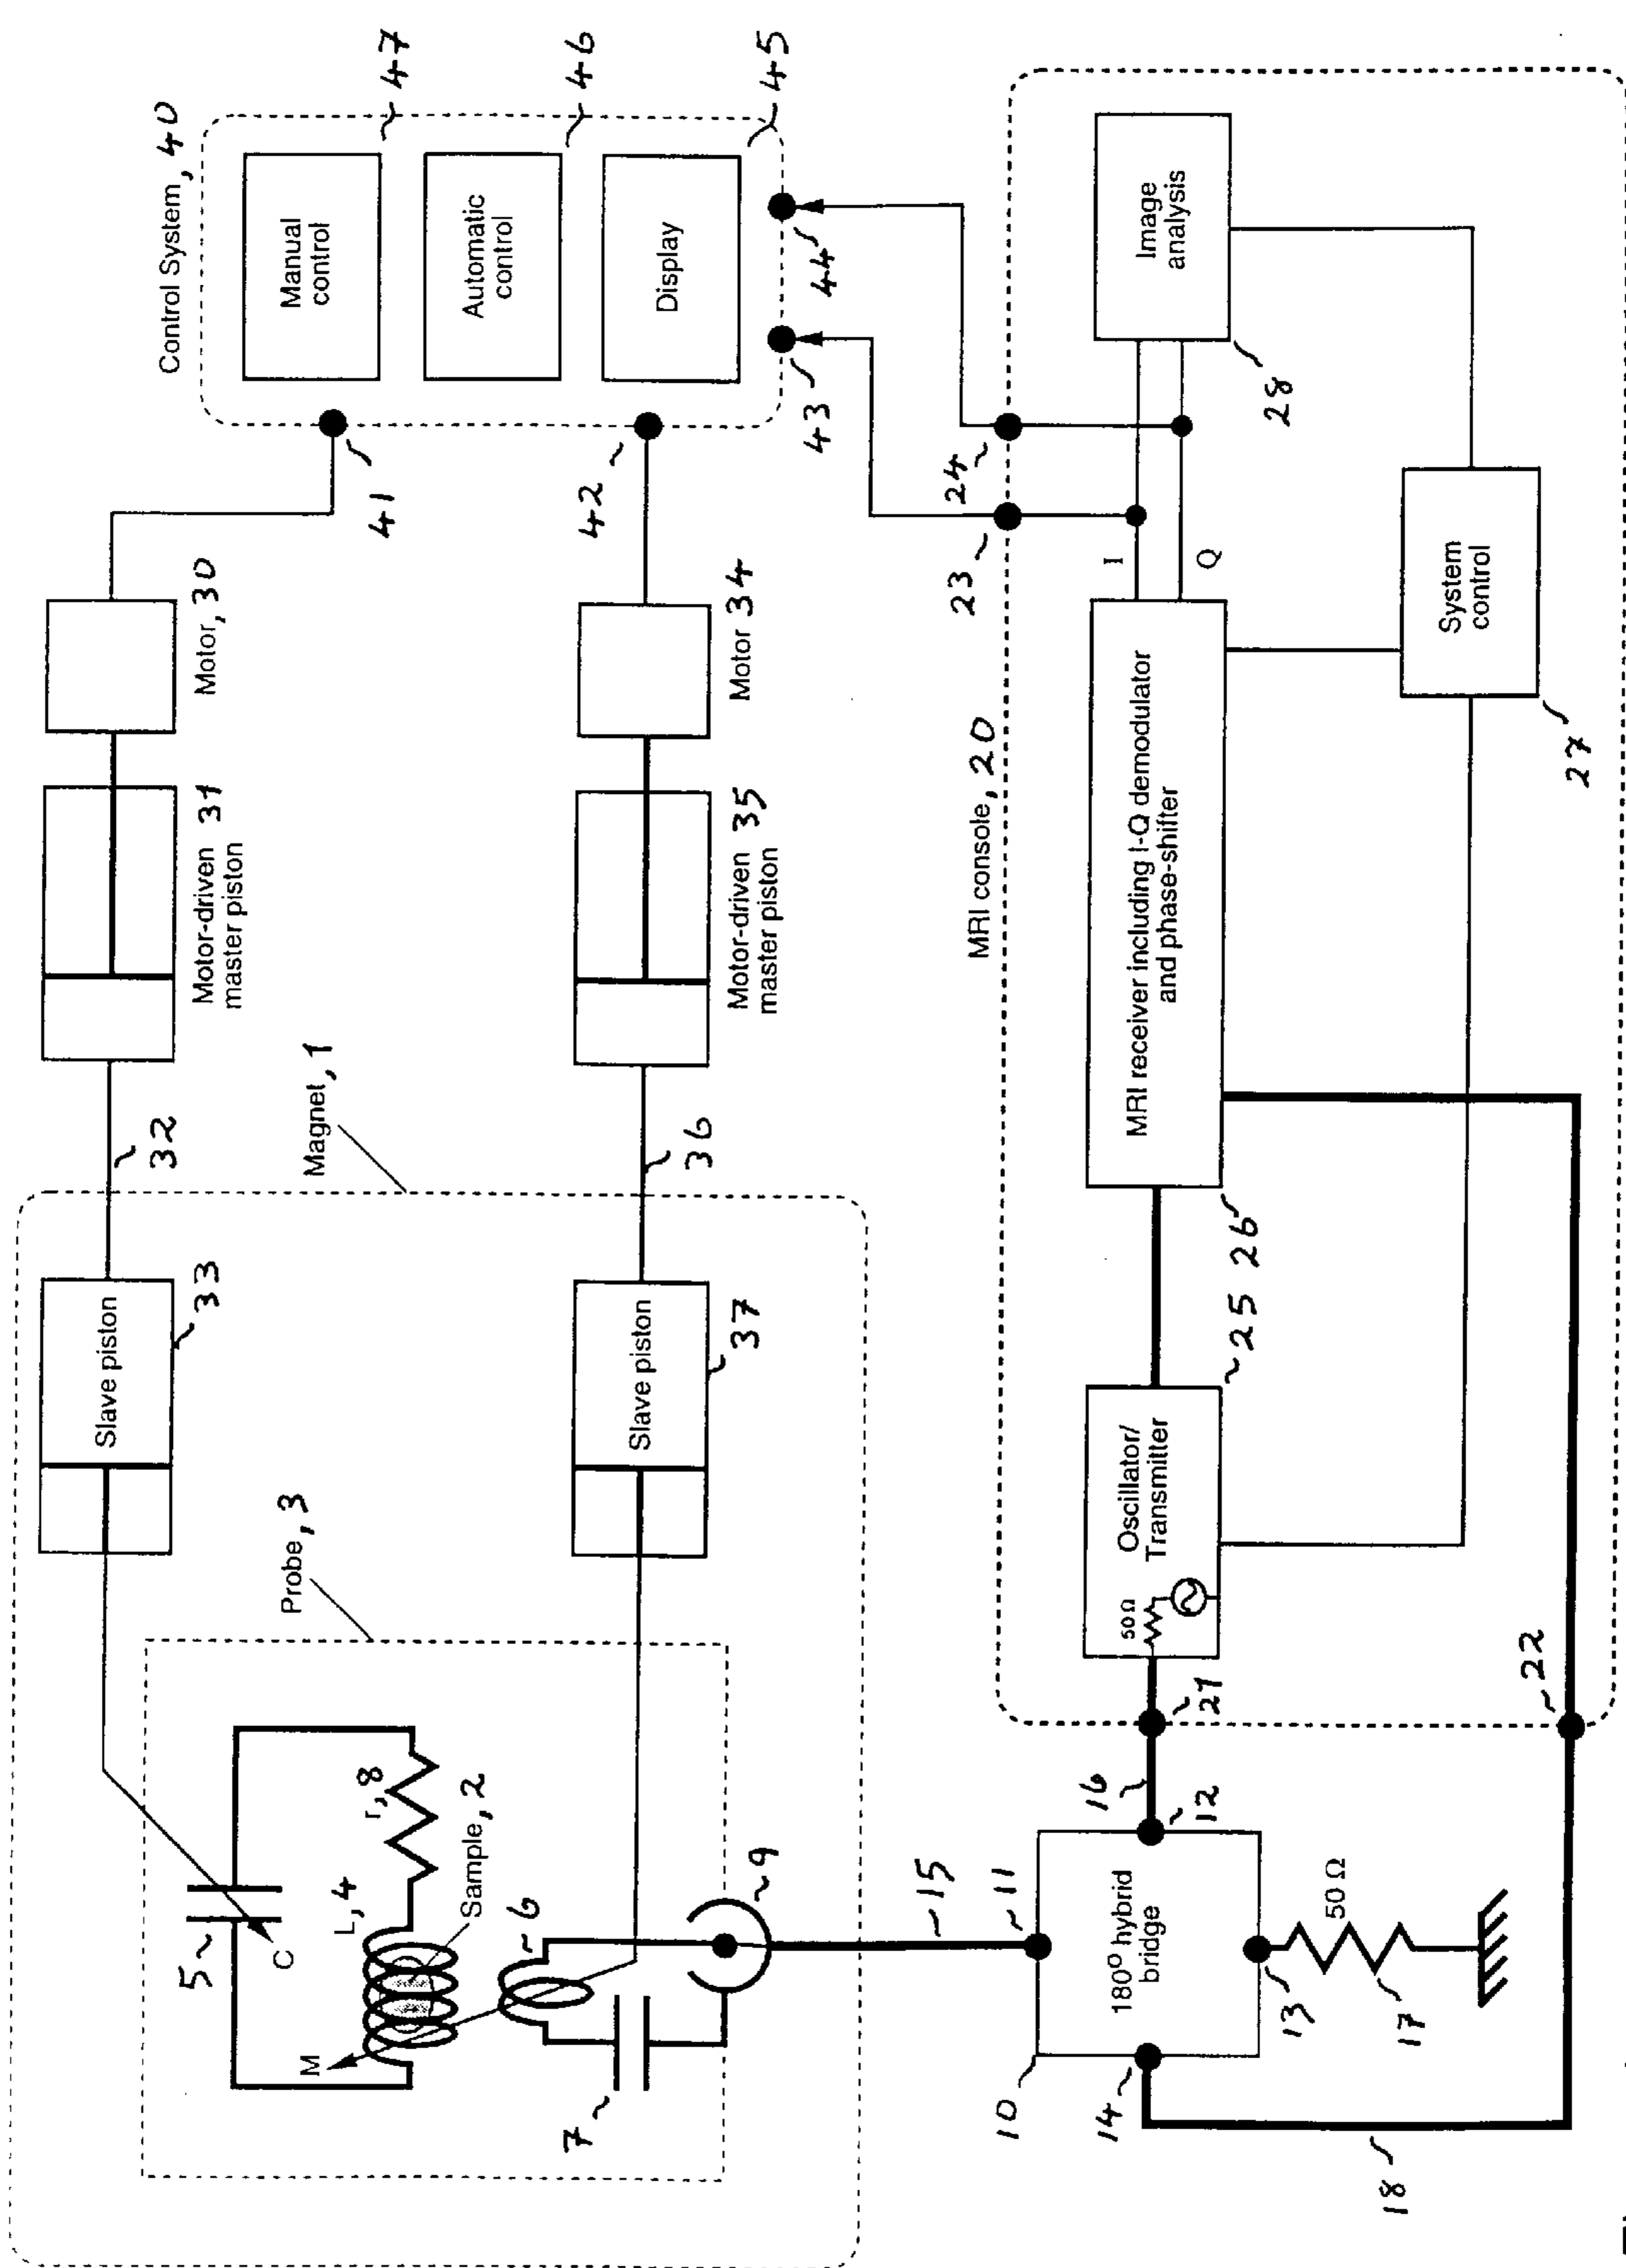 Magnet, 1
Probe, 3
5
C
L, 4
r, 8
Sample, 2
M
6
7
9
Slave piston
33
Slave piston
37
32
36
Motor-driven 31
master piston
Motor, 30
Motor-driven 35
master piston
Motor 34
41
42
Control System, 40
Manual
control
47
Automatic
control
46
Display
45
43
44
15
11
10
180° hybrid
bridge
12
16
13
14
50 Ω
17
18
21
22
MRI console, 20
50 Ω
Oscillator/
Transmitter
25
26
MRI receiver including I-Q demodulator
and phase-shifter
I
Q
23
24
Image
analysis
28
System
control
27